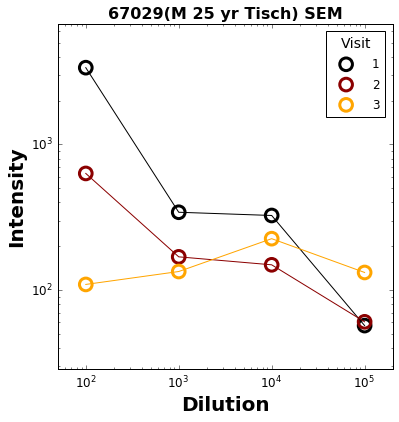 67029(M 25 yr Tisch) SEM
Visit
1
2
3
Intensity
10³
10²
10² 10³ 10⁴ 10⁵
Dilution